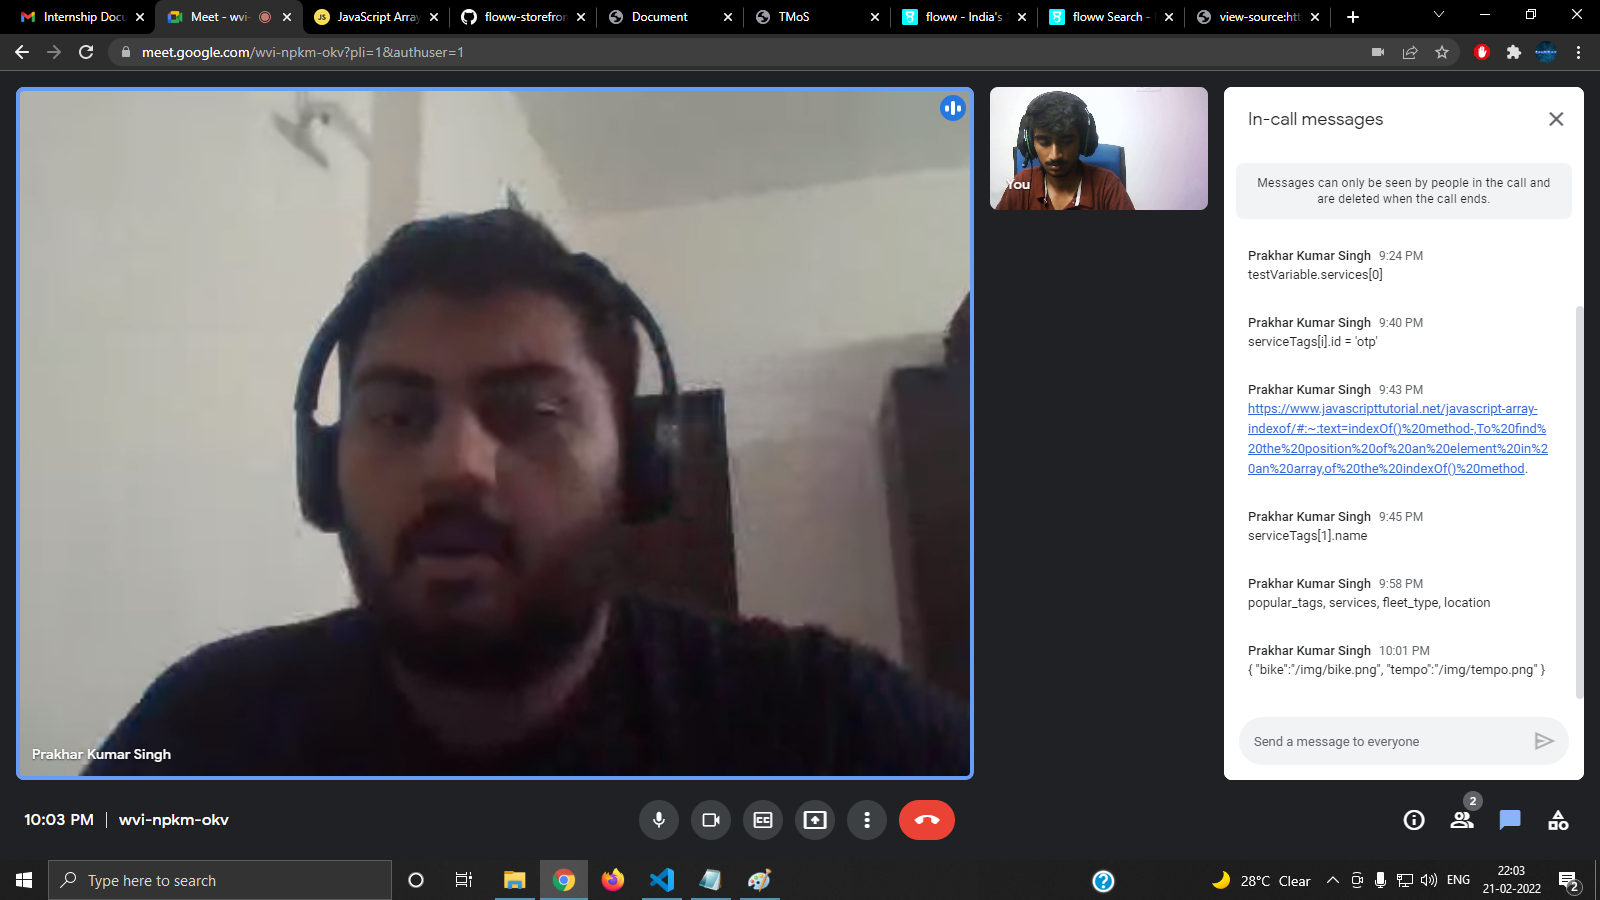 Internship Docu
Meet - wvi-
JavaScript Array
floww-storefron
Document
TMoS
floww - India's
floww Search -
view-source:htt
meet.google.com/wvi-npkm-okv?pli=1&authuser=1
You
Prakhar Kumar Singh
In-call messages
Messages can only be seen by people in the call and
are deleted when the call ends.
Prakhar Kumar Singh 9:24 PM
testVariable.services[0]
Prakhar Kumar Singh 9:40 PM
serviceTags[i].id = 'otp'
Prakhar Kumar Singh 9:43 PM
https://www.javascripttutorial.net/javascript-array-
indexof/#:~:text=indexOf()%20method-,To%20find%
20the%20position%20of%20an%20element%20in%2
0an%20array,of%20the%20indexOf()%20method.
Prakhar Kumar Singh 9:45 PM
serviceTags[1].name
Prakhar Kumar Singh 9:58 PM
popular_tags, services, fleet_type, location
Prakhar Kumar Singh 10:01 PM
{ "bike":"/img/bike.png", "tempo":"/img/tempo.png" }
Send a message to everyone
10:03 PM | wvi-npkm-okv
2
Type here to search
28°C Clear
ENG
22:03
21-02-2022
2